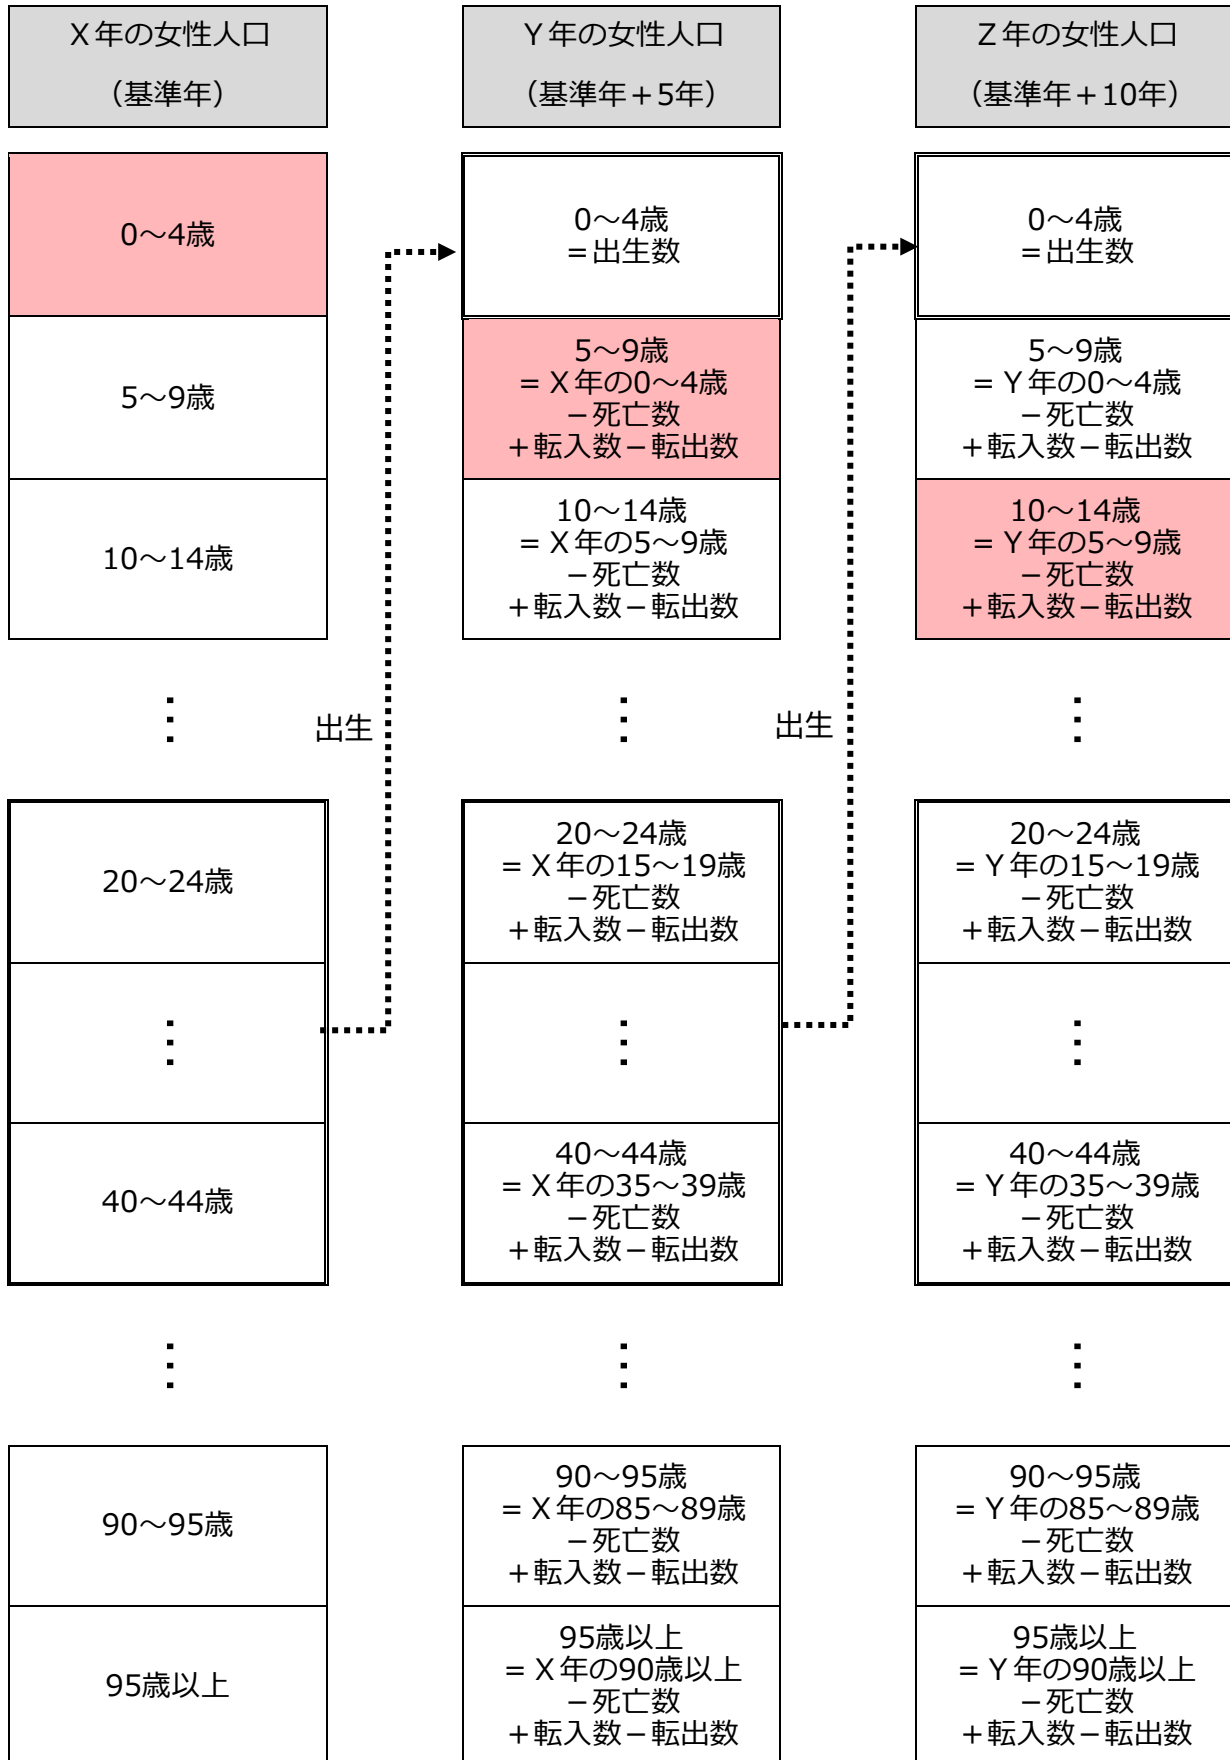 X年の女性人口
（基準年）
Y年の女性人口
（基準年＋5年）
Z年の女性人口
（基準年＋10年）
0～4歳
5～9歳
10～14歳
20～24歳
40～44歳
90～95歳
95歳以上
出生
0～4歳
＝出生数
5～9歳
＝X年の0～4歳
－死亡数
＋転入数－転出数
10～14歳
＝X年の5～9歳
－死亡数
＋転入数－転出数
20～24歳
＝X年の15～19歳
－死亡数
＋転入数－転出数
40～44歳
＝X年の35～39歳
－死亡数
＋転入数－転出数
90～95歳
＝X年の85～89歳
－死亡数
＋転入数－転出数
95歳以上
＝X年の90歳以上
－死亡数
＋転入数－転出数
出生
0～4歳
＝出生数
5～9歳
＝Y年の0～4歳
－死亡数
＋転入数－転出数
10～14歳
＝Y年の5～9歳
－死亡数
＋転入数－転出数
20～24歳
＝Y年の15～19歳
－死亡数
＋転入数－転出数
40～44歳
＝Y年の35～39歳
－死亡数
＋転入数－転出数
90～95歳
＝Y年の85～89歳
－死亡数
＋転入数－転出数
95歳以上
＝Y年の90歳以上
－死亡数
＋転入数－転出数